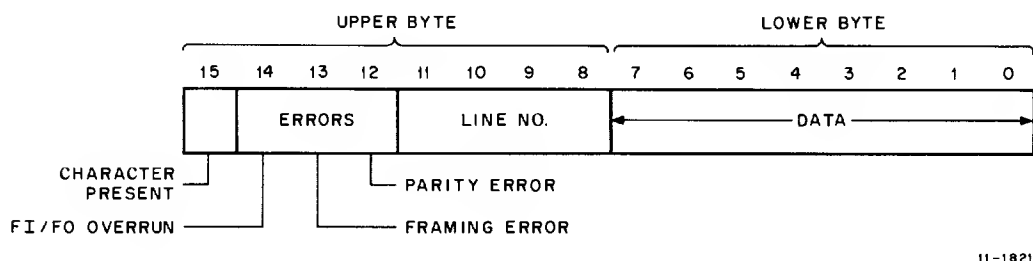 UPPER BYTE LOWER BYTE
15 14 13 12 11 10 9 8 7 6 5 4 3 2 1 0
ERRORS LINE NO. DATA
CHARACTER PRESENT
PARITY ERROR
FI/FO OVERRUN
FRAMING ERROR
11-1821